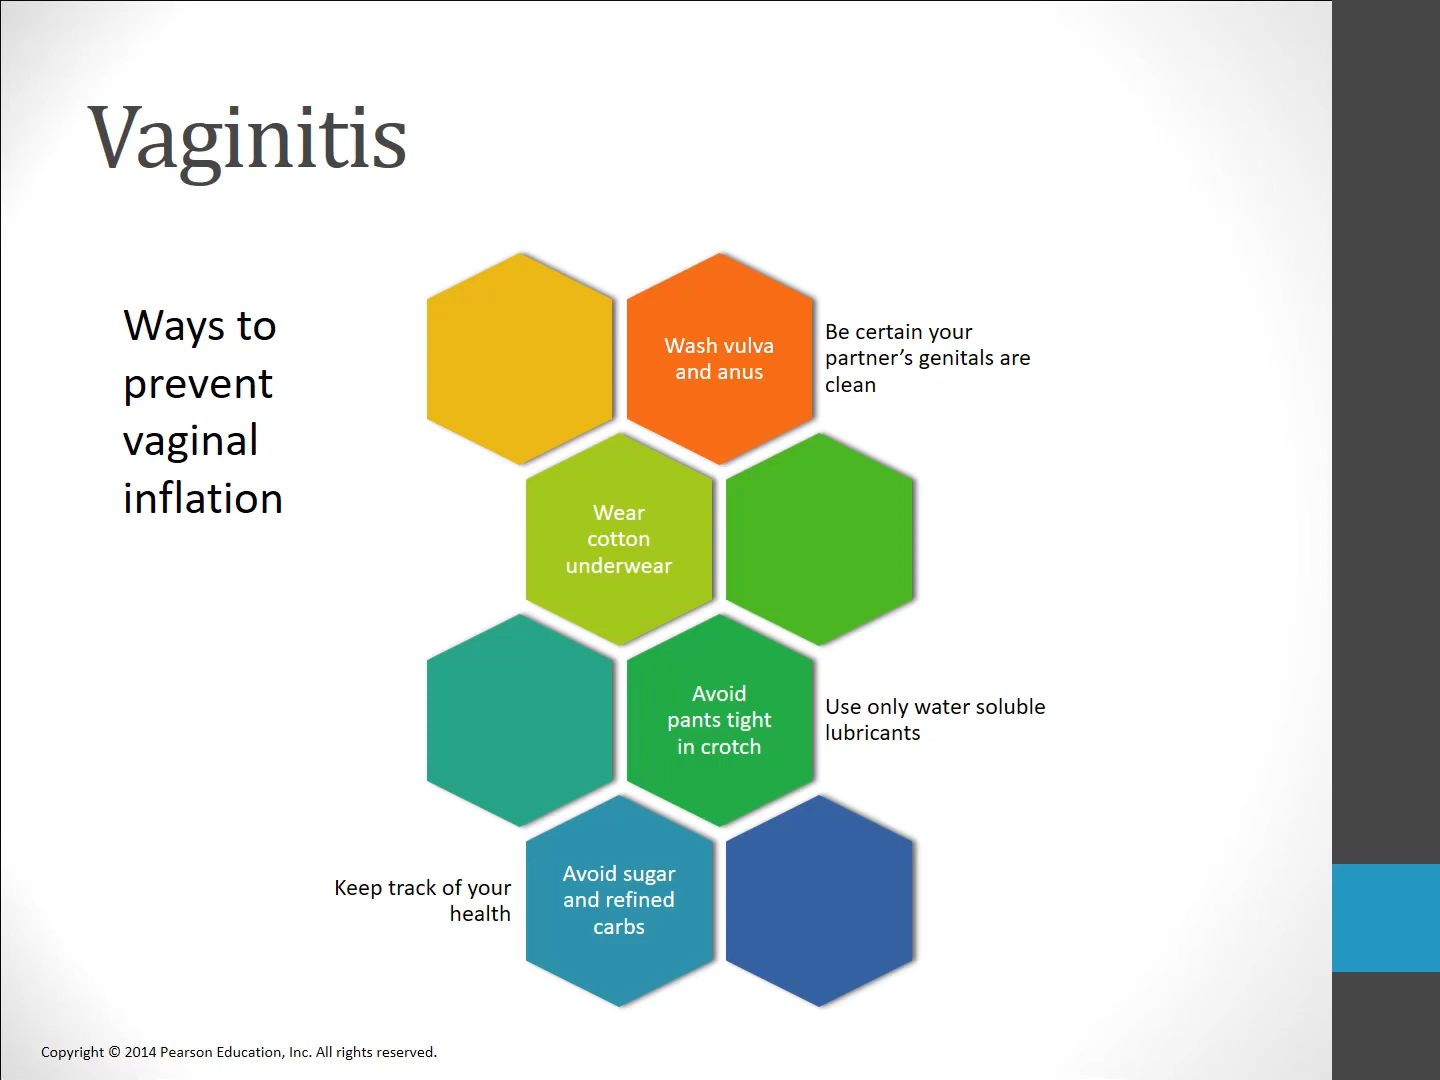 Vaginitis
Ways to
prevent
vaginal
inflation
Wash vulva
and anus
Be certain your
partner’s genitals are
clean
Wear
cotton
underwear
Avoid
pants tight
in crotch
Use only water soluble
lubricants
Keep track of your
health
Avoid sugar
and refined
carbs
Copyright © 2014 Pearson Education, Inc. All rights reserved.